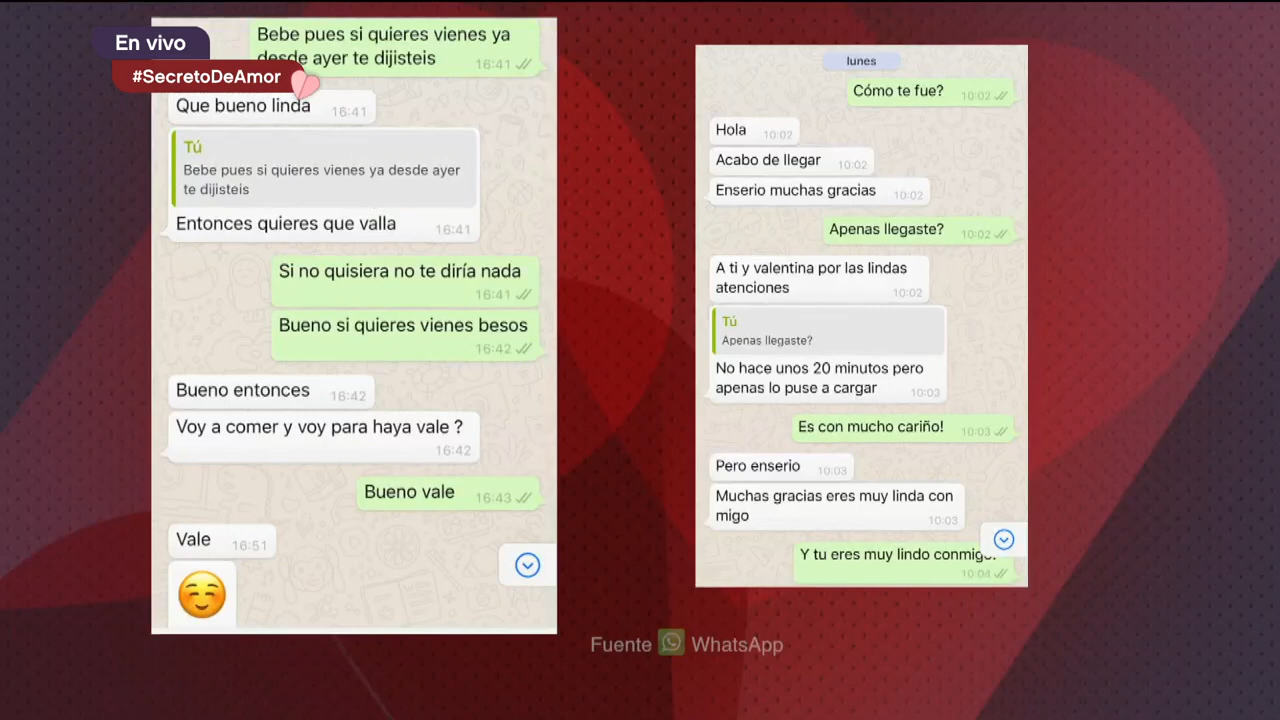 En vivo
#SecretoDeAmor
Bebe pues si quieres vienes ya
desde ayer te dijisteis
16:41
Que bueno linda
16:41
Tú
Bebe pues si quieres vienes ya desde ayer
te dijisteis
Entonces quieres que valla
16:41
Si no quisiera no te diría nada
16:41
Bueno si quieres vienes besos
16:42
Bueno entonces
16:42
Voy a comer y voy para haya vale ?
16:42
Bueno vale
16:43
Vale
16:51
lunes
Cómo te fue?
10:02
Hola
10:02
Acabo de llegar
10:02
Enserio muchas gracias
10:02
Apenas llegaste?
10:02
A ti y valentina por las lindas
atenciones
10:02
Tú
Apenas llegaste?
No hace unos 20 minutos pero
apenas lo puse a cargar
10:03
Es con mucho cariño!
10:03
Pero enserio
10:03
Muchas gracias eres muy linda con
migo
10:03
Y tu eres muy lindo conmigo!
10:04
Fuente WhatsApp